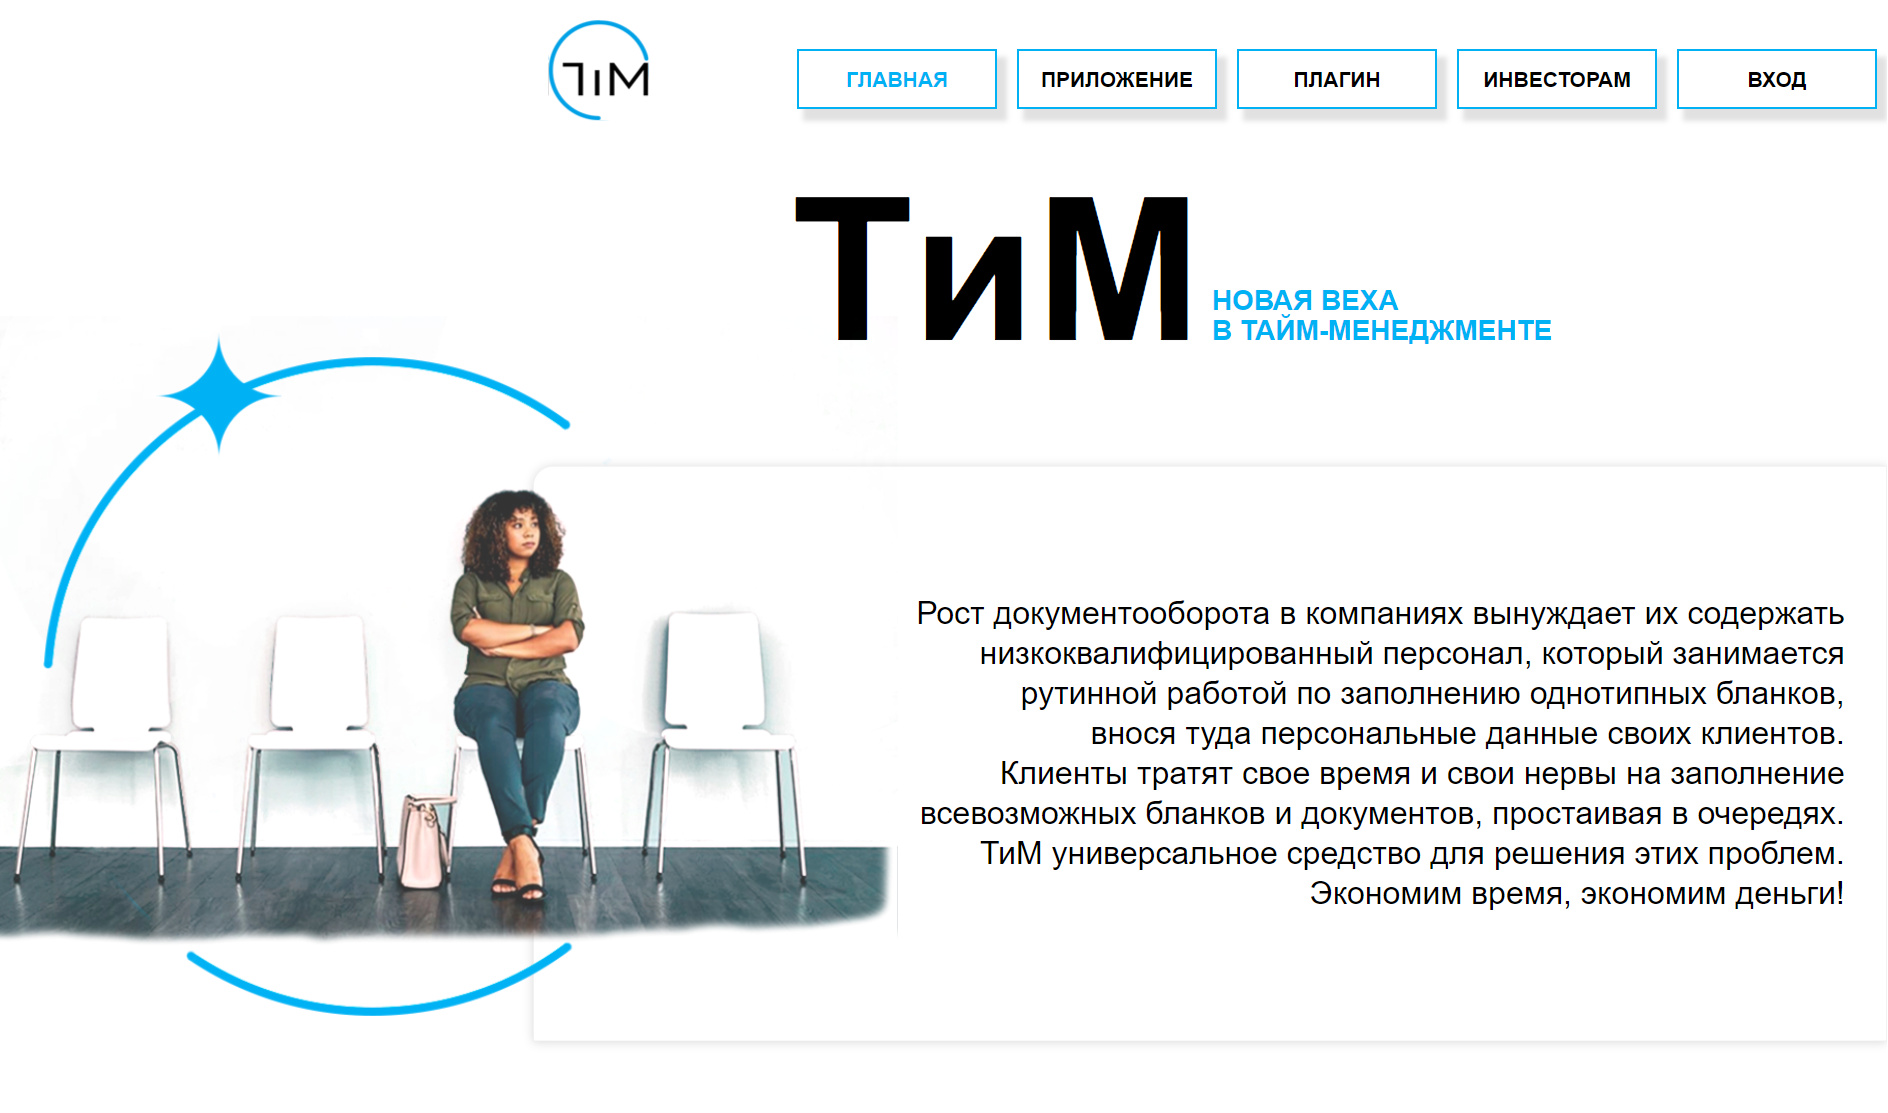 TiM
ГЛАВНАЯ
ПРИЛОЖЕНИЕ
ПЛАГИН
ИНВЕСТОРАМ
ВХОД
ТиМ
НОВАЯ ВЕХА
В ТАЙМ-МЕНЕДЖМЕНТЕ
Рост документооборота в компаниях вынуждает их содержать
низкоквалифицированный персонал, который занимается
рутинной работой по заполнению однотипных бланков,
внося туда персональные данные своих клиентов.
Клиенты тратят свое время и свои нервы на заполнение
всевозможных бланков и документов, простаивая в очередях.
ТиМ универсальное средство для решения этих проблем.
Экономим время, экономим деньги!